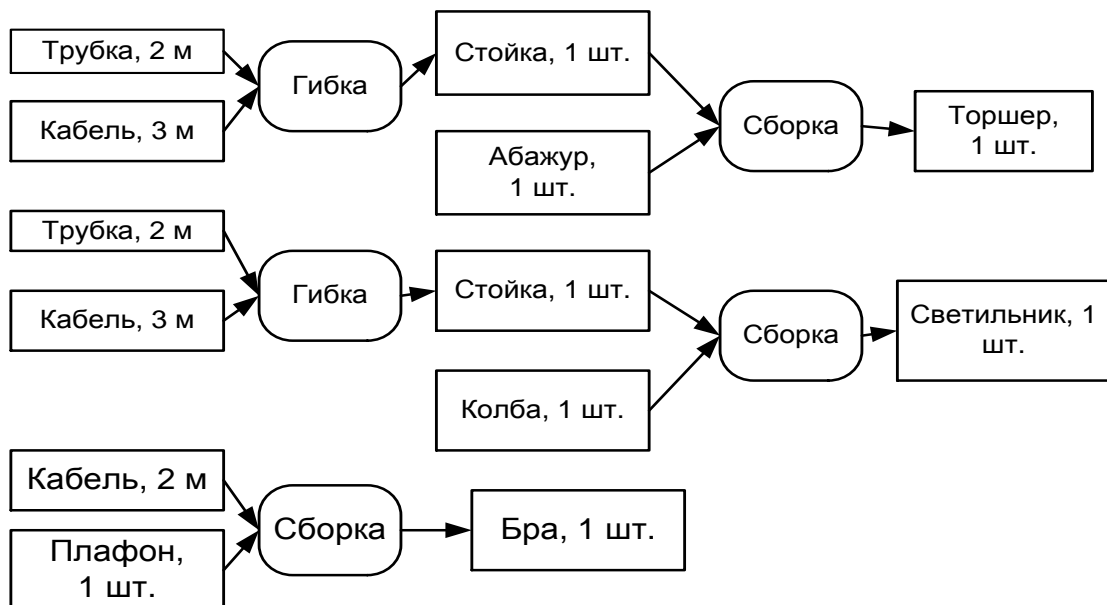 Трубка, 2 м
Кабель, 3 м
Гибка
Стойка, 1 шт.
Абажур,
1 шт.
Сборка
Торшер,
1 шт.
Трубка, 2 м
Кабель, 3 м
Гибка
Стойка, 1 шт.
Колба, 1 шт.
Сборка
Светильник, 1
шт.
Кабель, 2 м
Плафон,
1 шт.
Сборка
Бра, 1 шт.